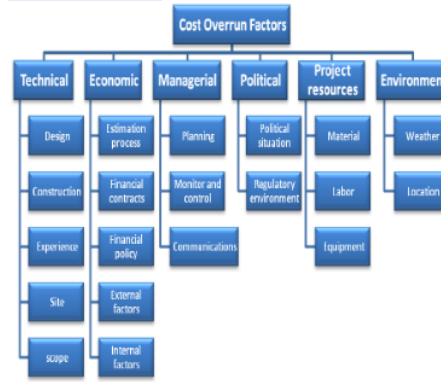 Cost Overrun Factors
Technical
Economic
Managerial
Political
Project
resources
Environment
Design
Construction
Experience
Site
scope
Estimation
process
Financial
contracts
Financial
policy
External
factors
Internal
factors
Planning
Monitor and
control
Communications
Political
situation
Regulatory
environment
Material
Labor
Equipment
Weather
Location